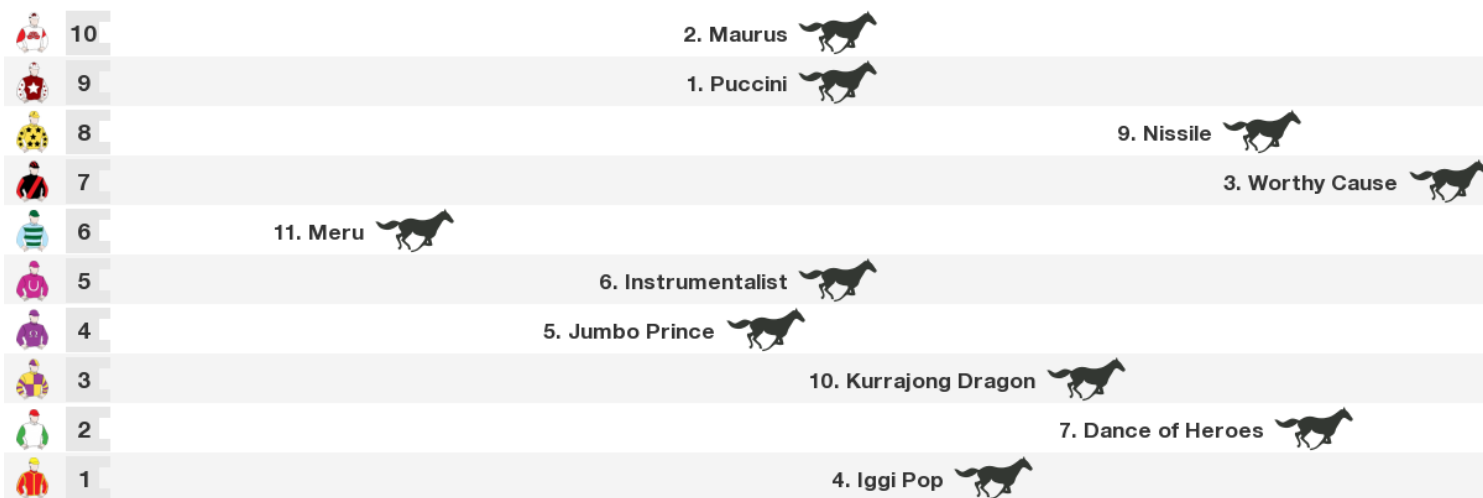 10 2. Maurus
9 1. Puccini
8 9. Nissile
7 3. Worthy Cause
6 11. Meru
5 6. Instrumentalist
4 5. Jumbo Prince
3 10. Kurrajong Dragon
2 7. Dance of Heroes
1 4. Iggi Pop